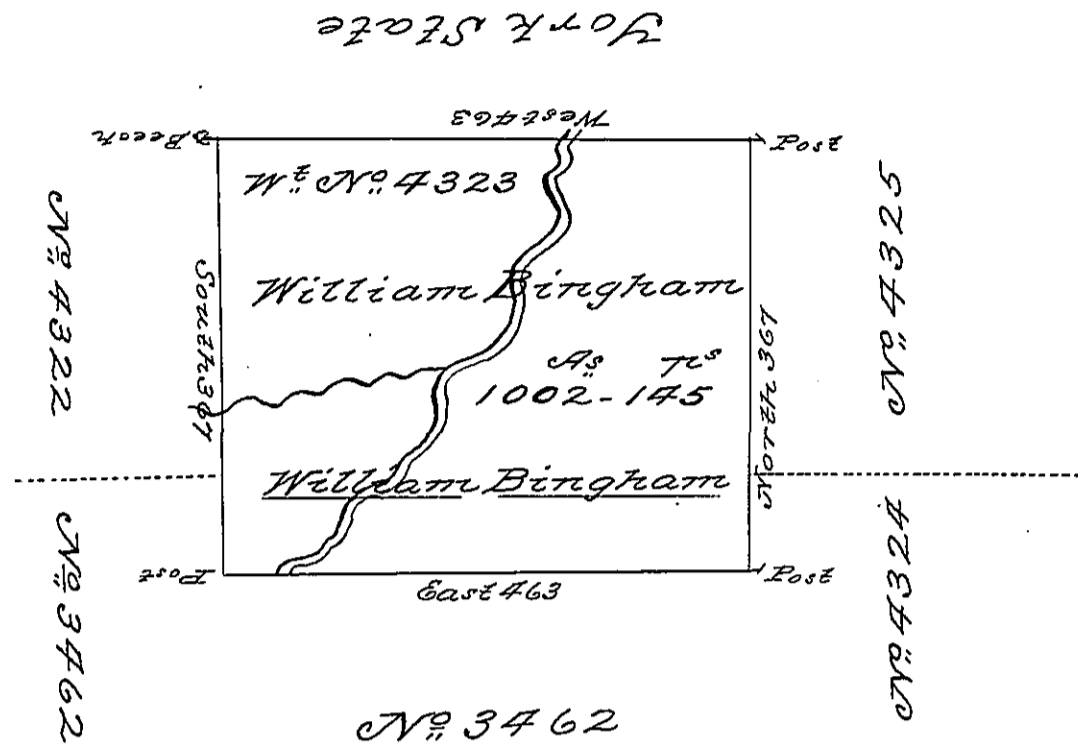 York State
West 463
Beech
Post
Wt No 4323
No 4322
No 4325
South 367
William Bingham
North 367
As Ps
1002-145
William Bingham
No 3462
No 4324
Post
Post
East 463
No 3462